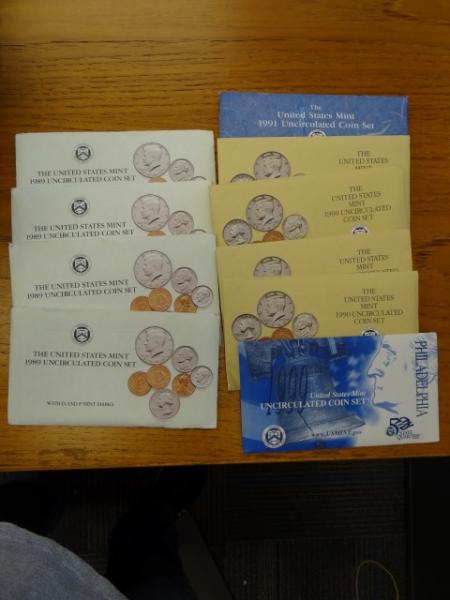 THE UNITED STATES MINT
1989 UNCIRCULATED COIN SET
THE UNITED STATES MINT
1989 UNCIRCULATED COIN SET
THE UNITED STATES MINT
1989 UNCIRCULATED COIN SET
THE UNITED STATES MINT
1989 UNCIRCULATED COIN SET
WITH D AND P MINT MARKS
The
United States Mint
1991 Uncirculated Coin Set
THE
UNITED STATES
MINT
THE
UNITED STATES
MINT
1990 UNCIRCULATED
COIN SET
THE
UNITED STATES
MINT
THE
UNITED STATES
MINT
1990 UNCIRCULATED
COIN SET
PHILADELPHIA
United States Mint
UNCIRCULATED COIN SET
www.USMINT.gov
50 STATE
QUARTERS